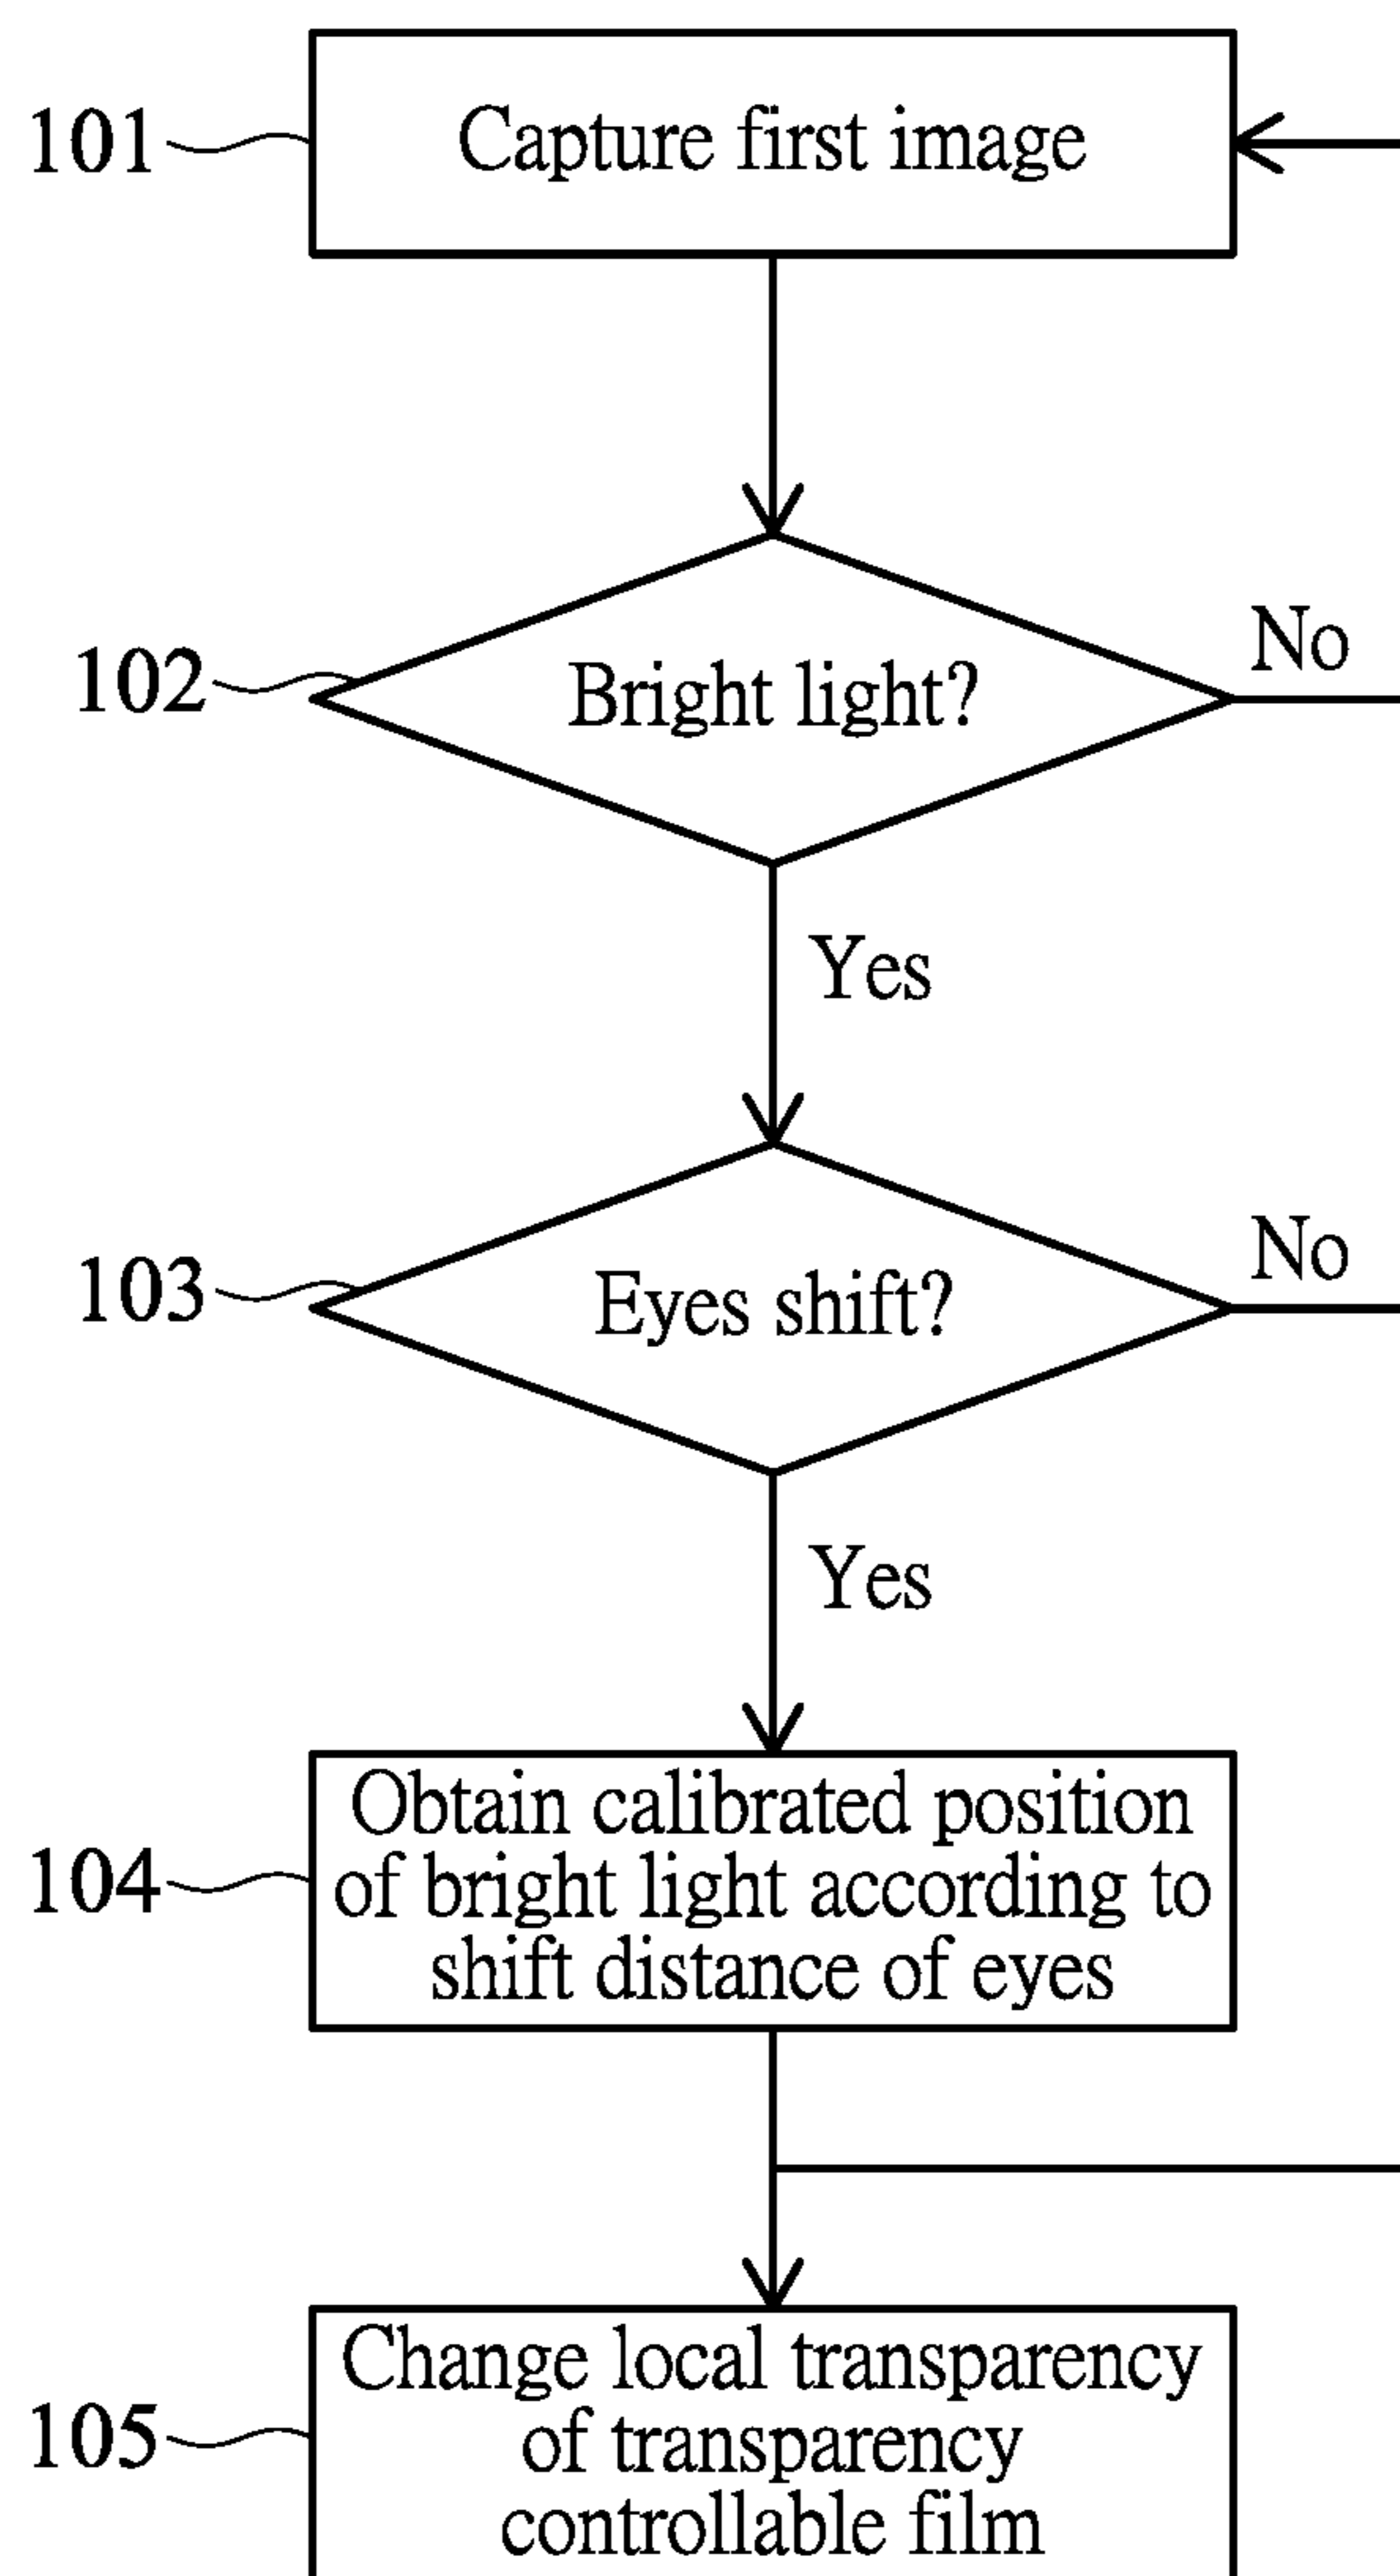 101
Capture first image
102
Bright light?
No
Yes
103
Eyes shift?
No
Yes
104
Obtain calibrated position
of bright light according to
shift distance of eyes
105
Change local transparency
of transparency
controllable film